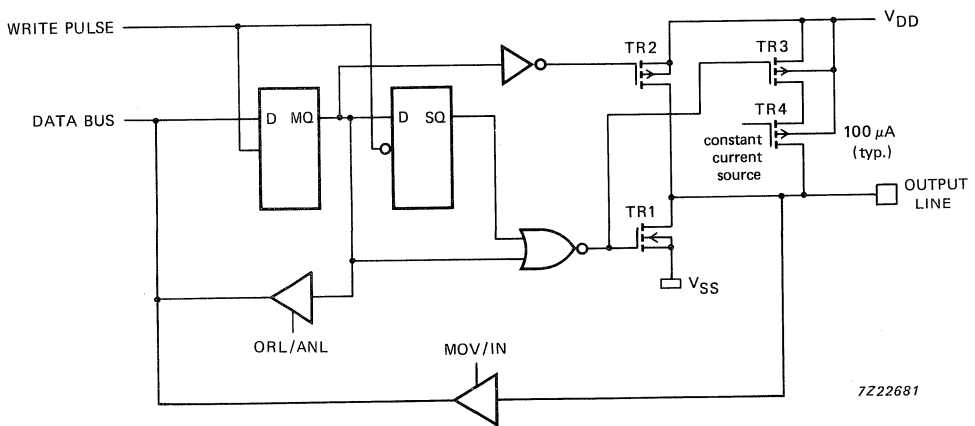 WRITE PULSE
DATA BUS
D MQ
D SQ
TR2
V_DD
TR3
TR4
constant
current
source
100 μA
(typ.)
OUTPUT
LINE
TR1
V_SS
ORL/ANL
MOV/IN
7Z22681